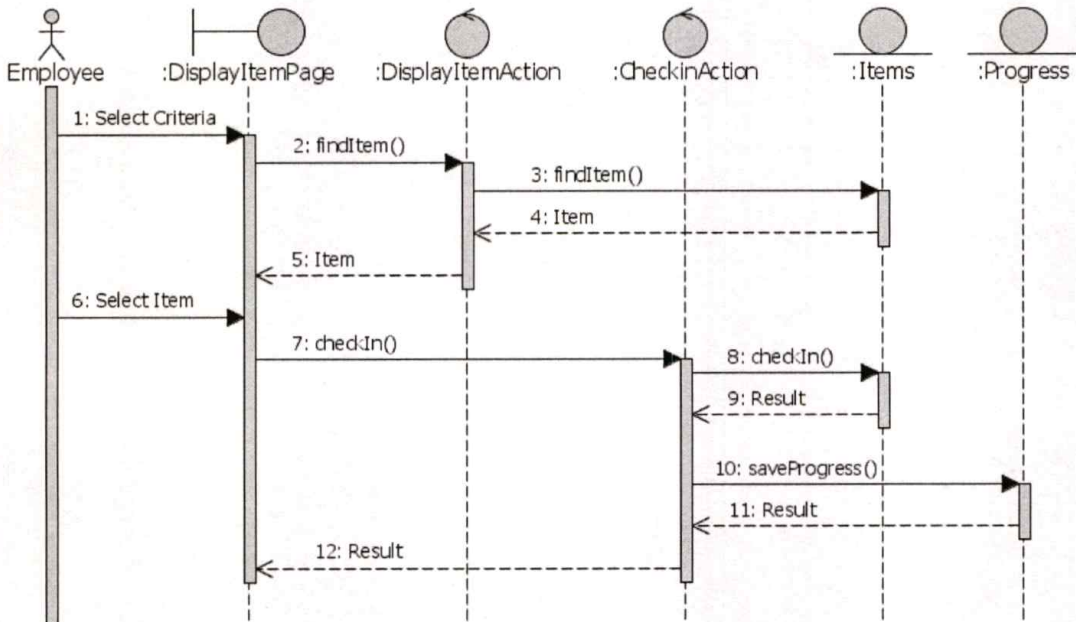 Employee
:DisplayItemPage
:DisplayItemAction
:CheckinAction
:Items
:Progress
1: Select Criteria
2: findItem()
3: findItem()
4: Item
5: Item
6: Select Item
7: checkIn()
8: checkIn()
9: Result
10: saveProgress()
11: Result
12: Result